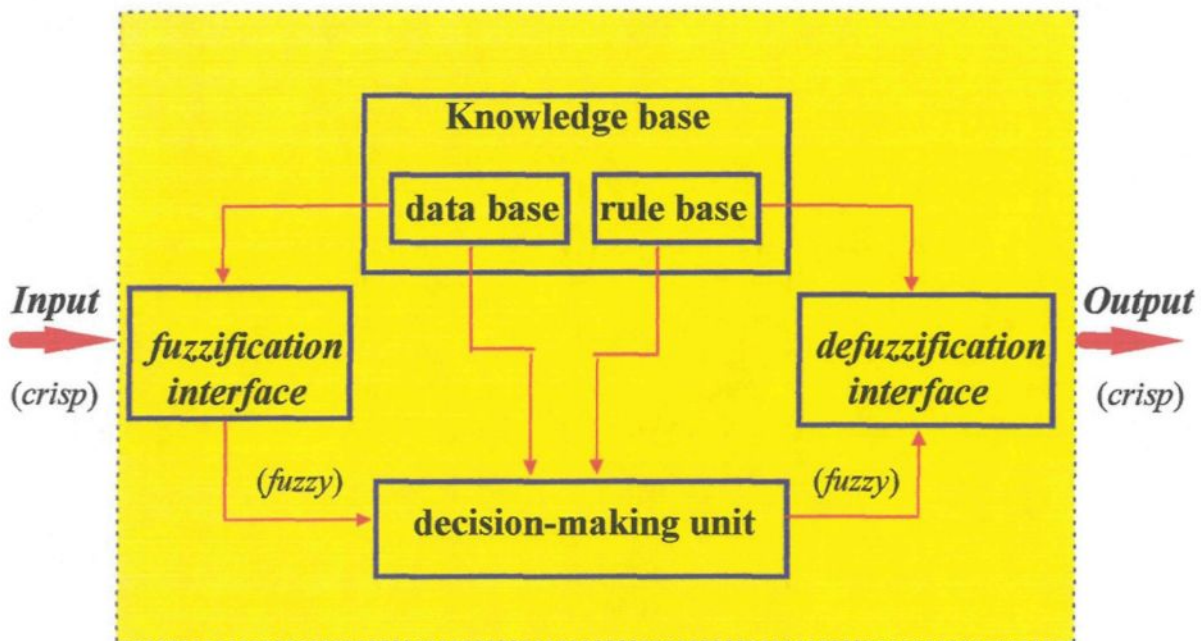 Knowledge base
data base
rule base
Input
(crisp)
fuzzification
interface
defuzzification
interface
Output
(crisp)
(fuzzy)
(fuzzy)
decision-making unit